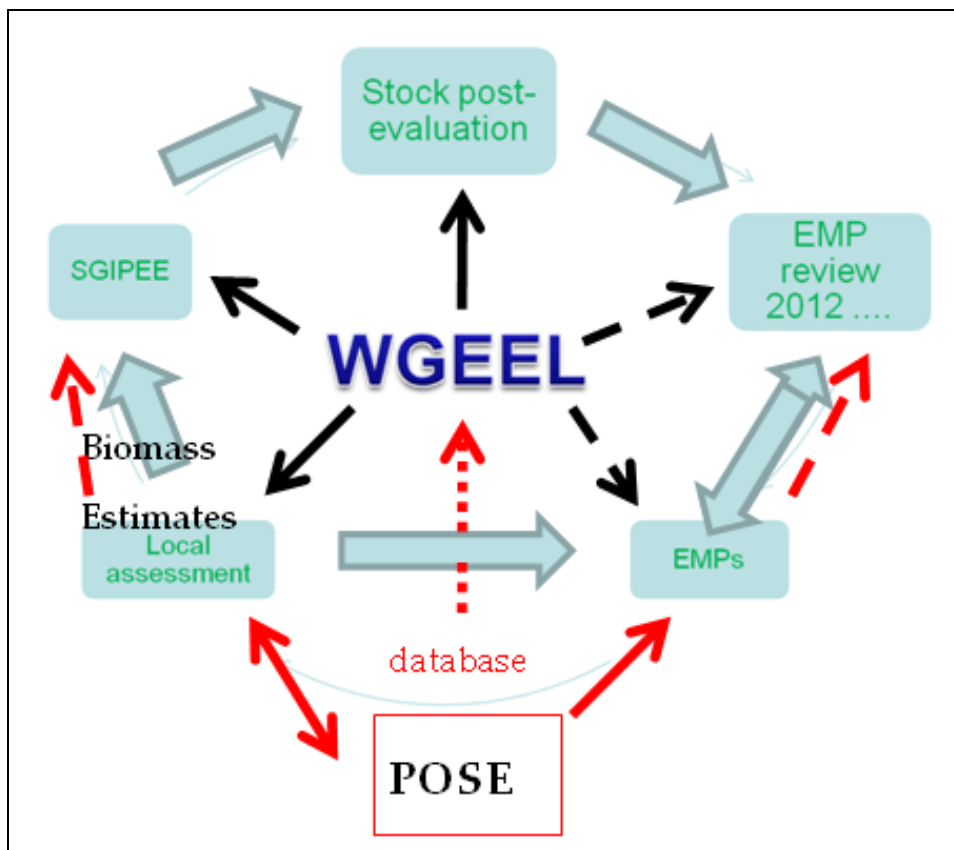 Stock post-
evaluation
SGIPEE
EMP
review
2012 ....
WGEEL
Biomass
Estimates
Local
assessment
EMPs
database
POSE